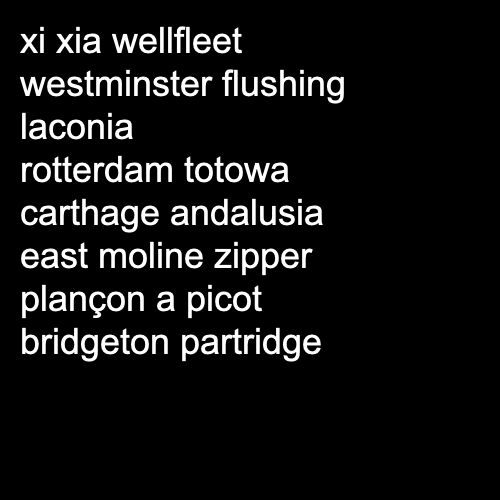 xi xia wellfleet
westminster flushing
laconia
rotterdam totowa
carthage andalusia
east moline zipper
plançon a picot
bridgeton partridge